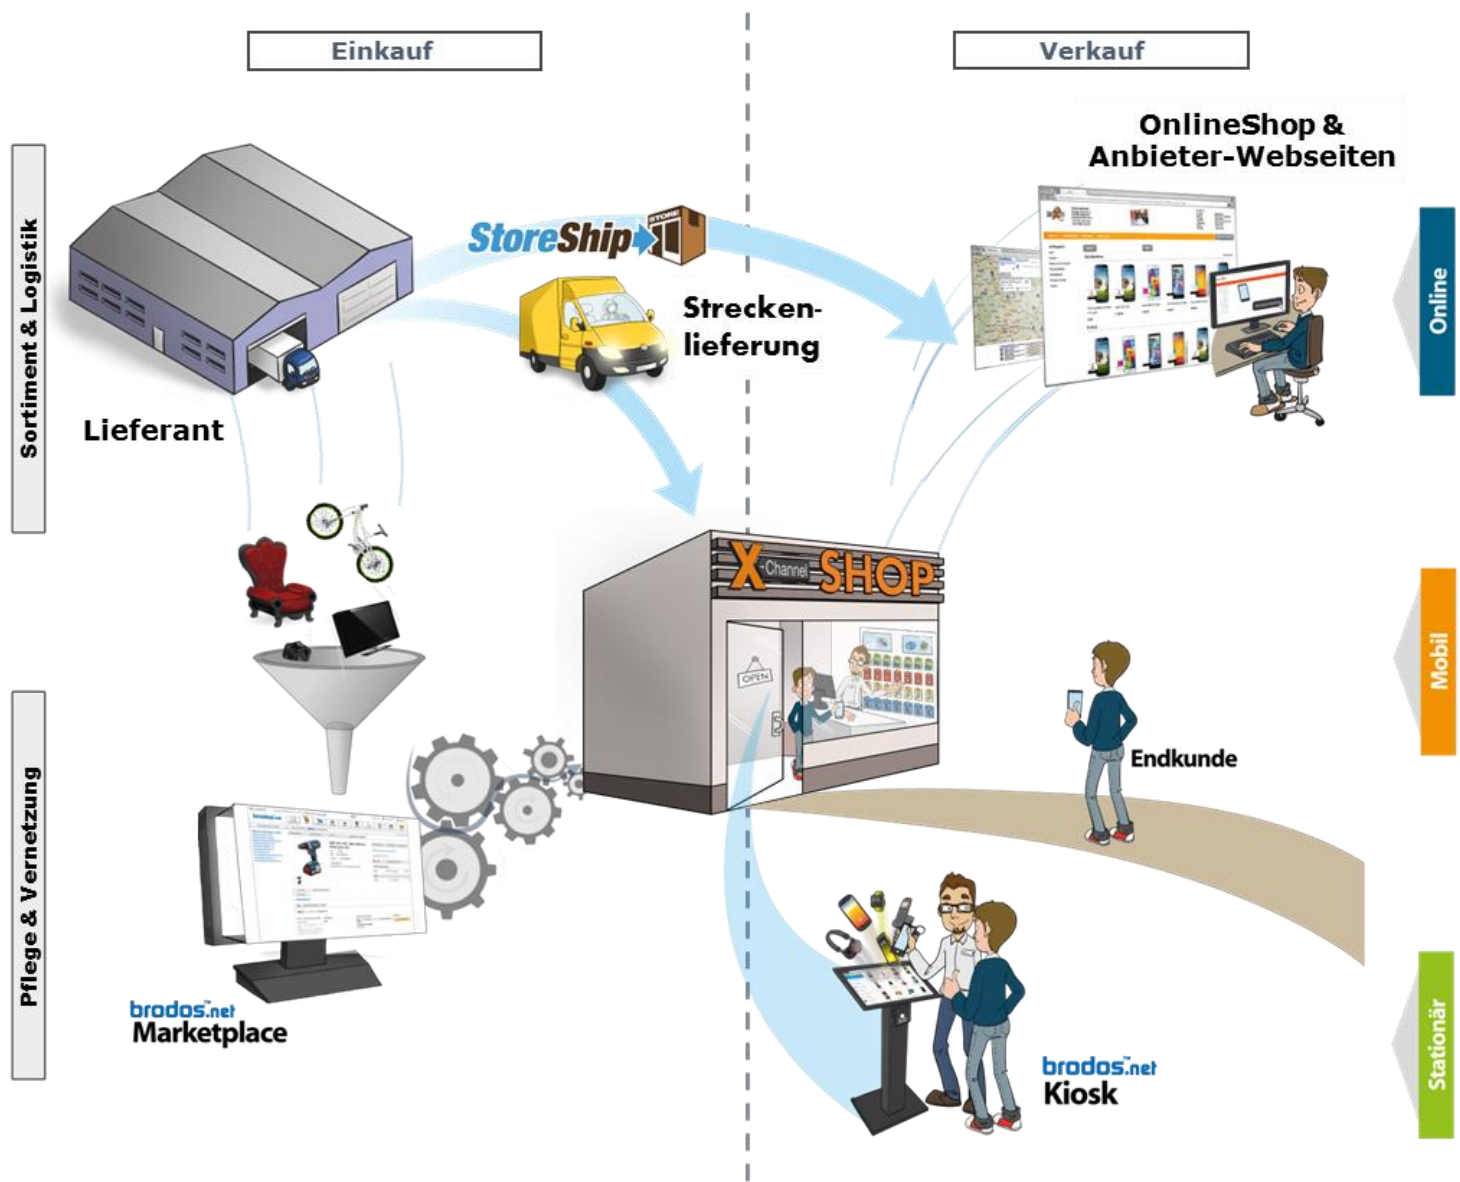 Einkauf
Verkauf
OnlineShop &
Anbieter-Webseiten
Sortiment & Logistik
StoreShip
STORE
Strecken-
lieferung
Online
Lieferant
X-Channel SHOP
OPEN
Mobil
Endkunde
Pflege & Vernetzung
brodos.net
Marketplace
brodos.net
Kiosk
Stationär